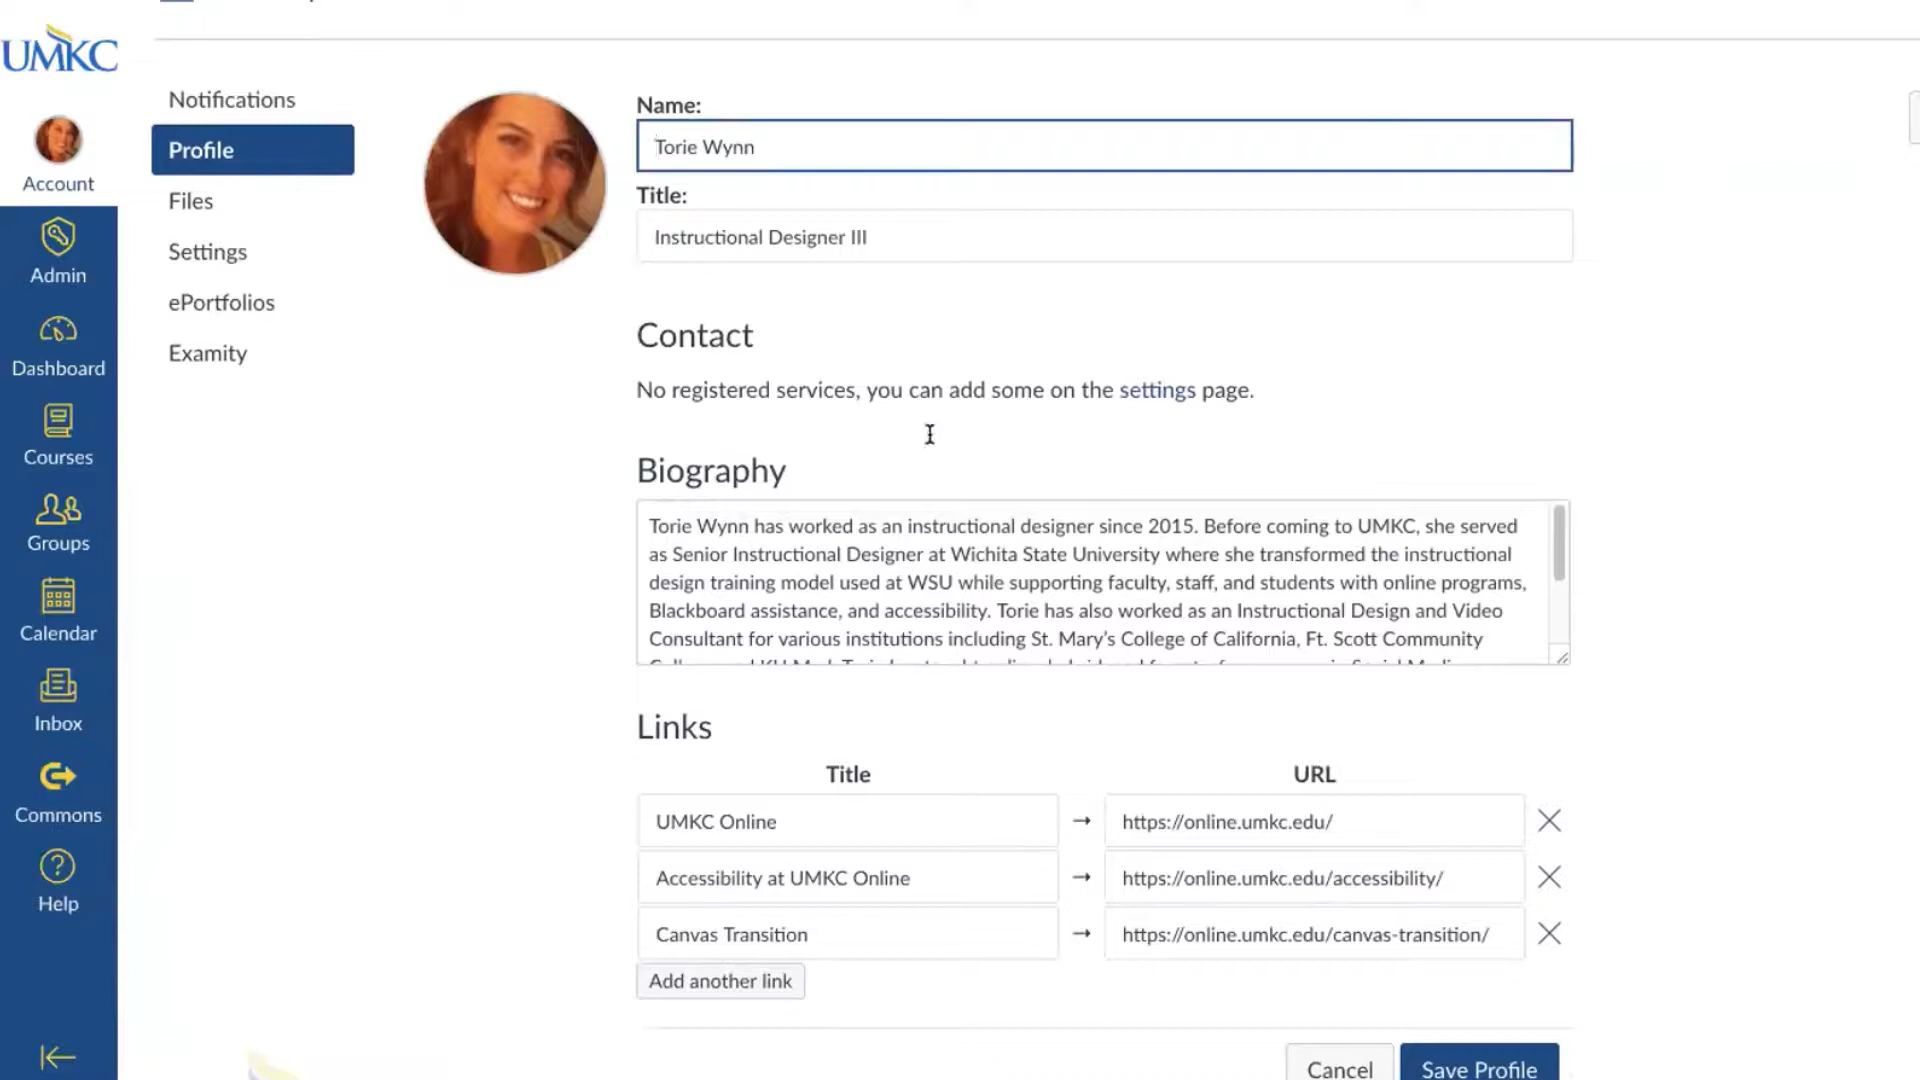 UMKC
Account
Admin
Dashboard
Courses
Groups
Calendar
Inbox
Commons
Help
Notifications
Profile
Files
Settings
ePortfolios
Examity
Name:
Torie Wynn
Title:
Instructional Designer III
Contact
No registered services, you can add some on the settings page.
Biography
Torie Wynn has worked as an instructional designer since 2015. Before coming to UMKC, she served
as Senior Instructional Designer at Wichita State University where she transformed the instructional
design training model used at WSU while supporting faculty, staff, and students with online programs,
Blackboard assistance, and accessibility. Torie has also worked as an Instructional Design and Video
Consultant for various institutions including St. Mary's College of California, Ft. Scott Community
Links
Title URL
UMKC Online → https://online.umkc.edu/
Accessibility at UMKC Online → https://online.umkc.edu/accessibility/
Canvas Transition → https://online.umkc.edu/canvas-transition/
Add another link
Cancel Save Profile